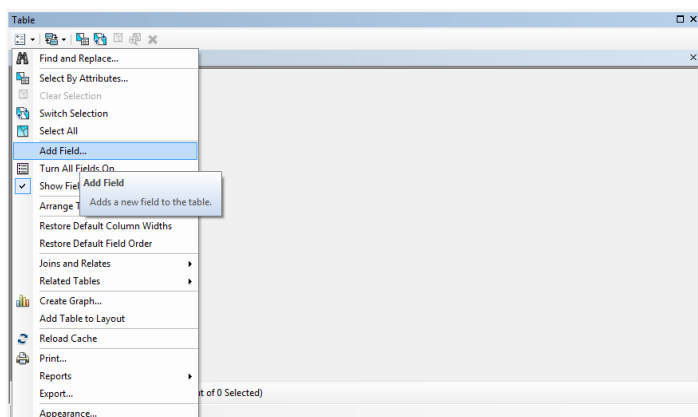 Table
Find and Replace...
Select By Attributes...
Clear Selection
Switch Selection
Select All
Add Field...
Turn All Fields On
Show Fiel
Add Field
Adds a new field to the table.
Arrange T
Restore Default Column Widths
Restore Default Field Order
Joins and Relates
Related Tables
Create Graph...
Add Table to Layout
Reload Cache
Print...
Reports
Export...
t of 0 Selected)
Appearance...